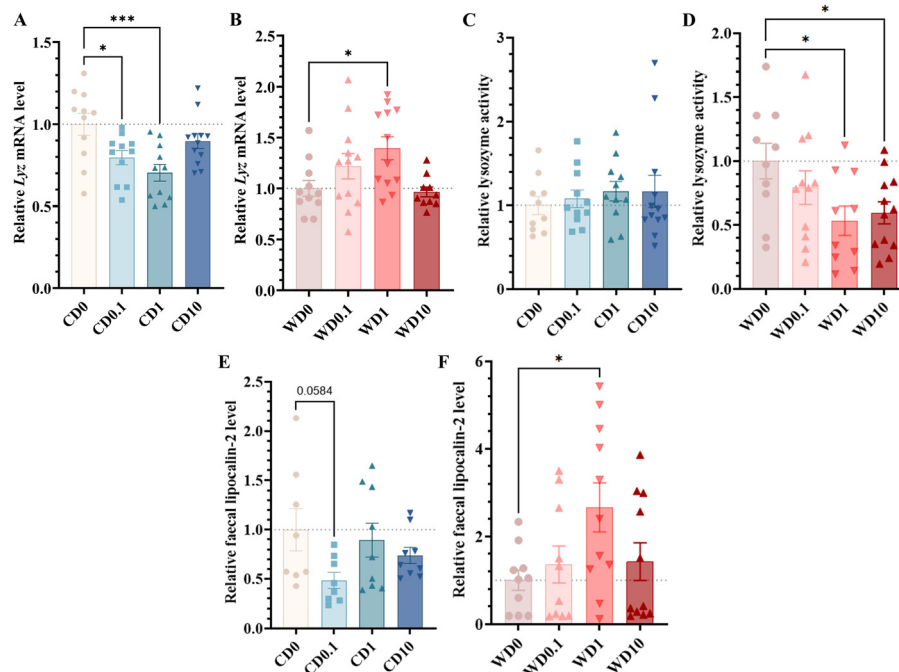 A
Relative Lyz mRNA level
1.5
1.0
0.5
0.0
*
***
CD0
CD0.1
CD1
CD10
B
Relative Lyz mRNA level
2.5
2.0
1.5
1.0
0.5
0.0
*
WD0
WD0.1
WD1
WD10
C
Relative lysozyme activity
3
2
1
0
CD0
CD0.1
CD1
CD10
D
Relative lysozyme activity
2.0
1.5
1.0
0.5
0.0
*
*
WD0
WD0.1
WD1
WD10
E
Relative faecal lipocalin-2 level
2.5
2.0
1.5
1.0
0.5
0.0
0.0584
CD0
CD0.1
CD1
CD10
F
Relative faecal lipocalin-2 level
6
4
2
0
*
WD0
WD0.1
WD1
WD10